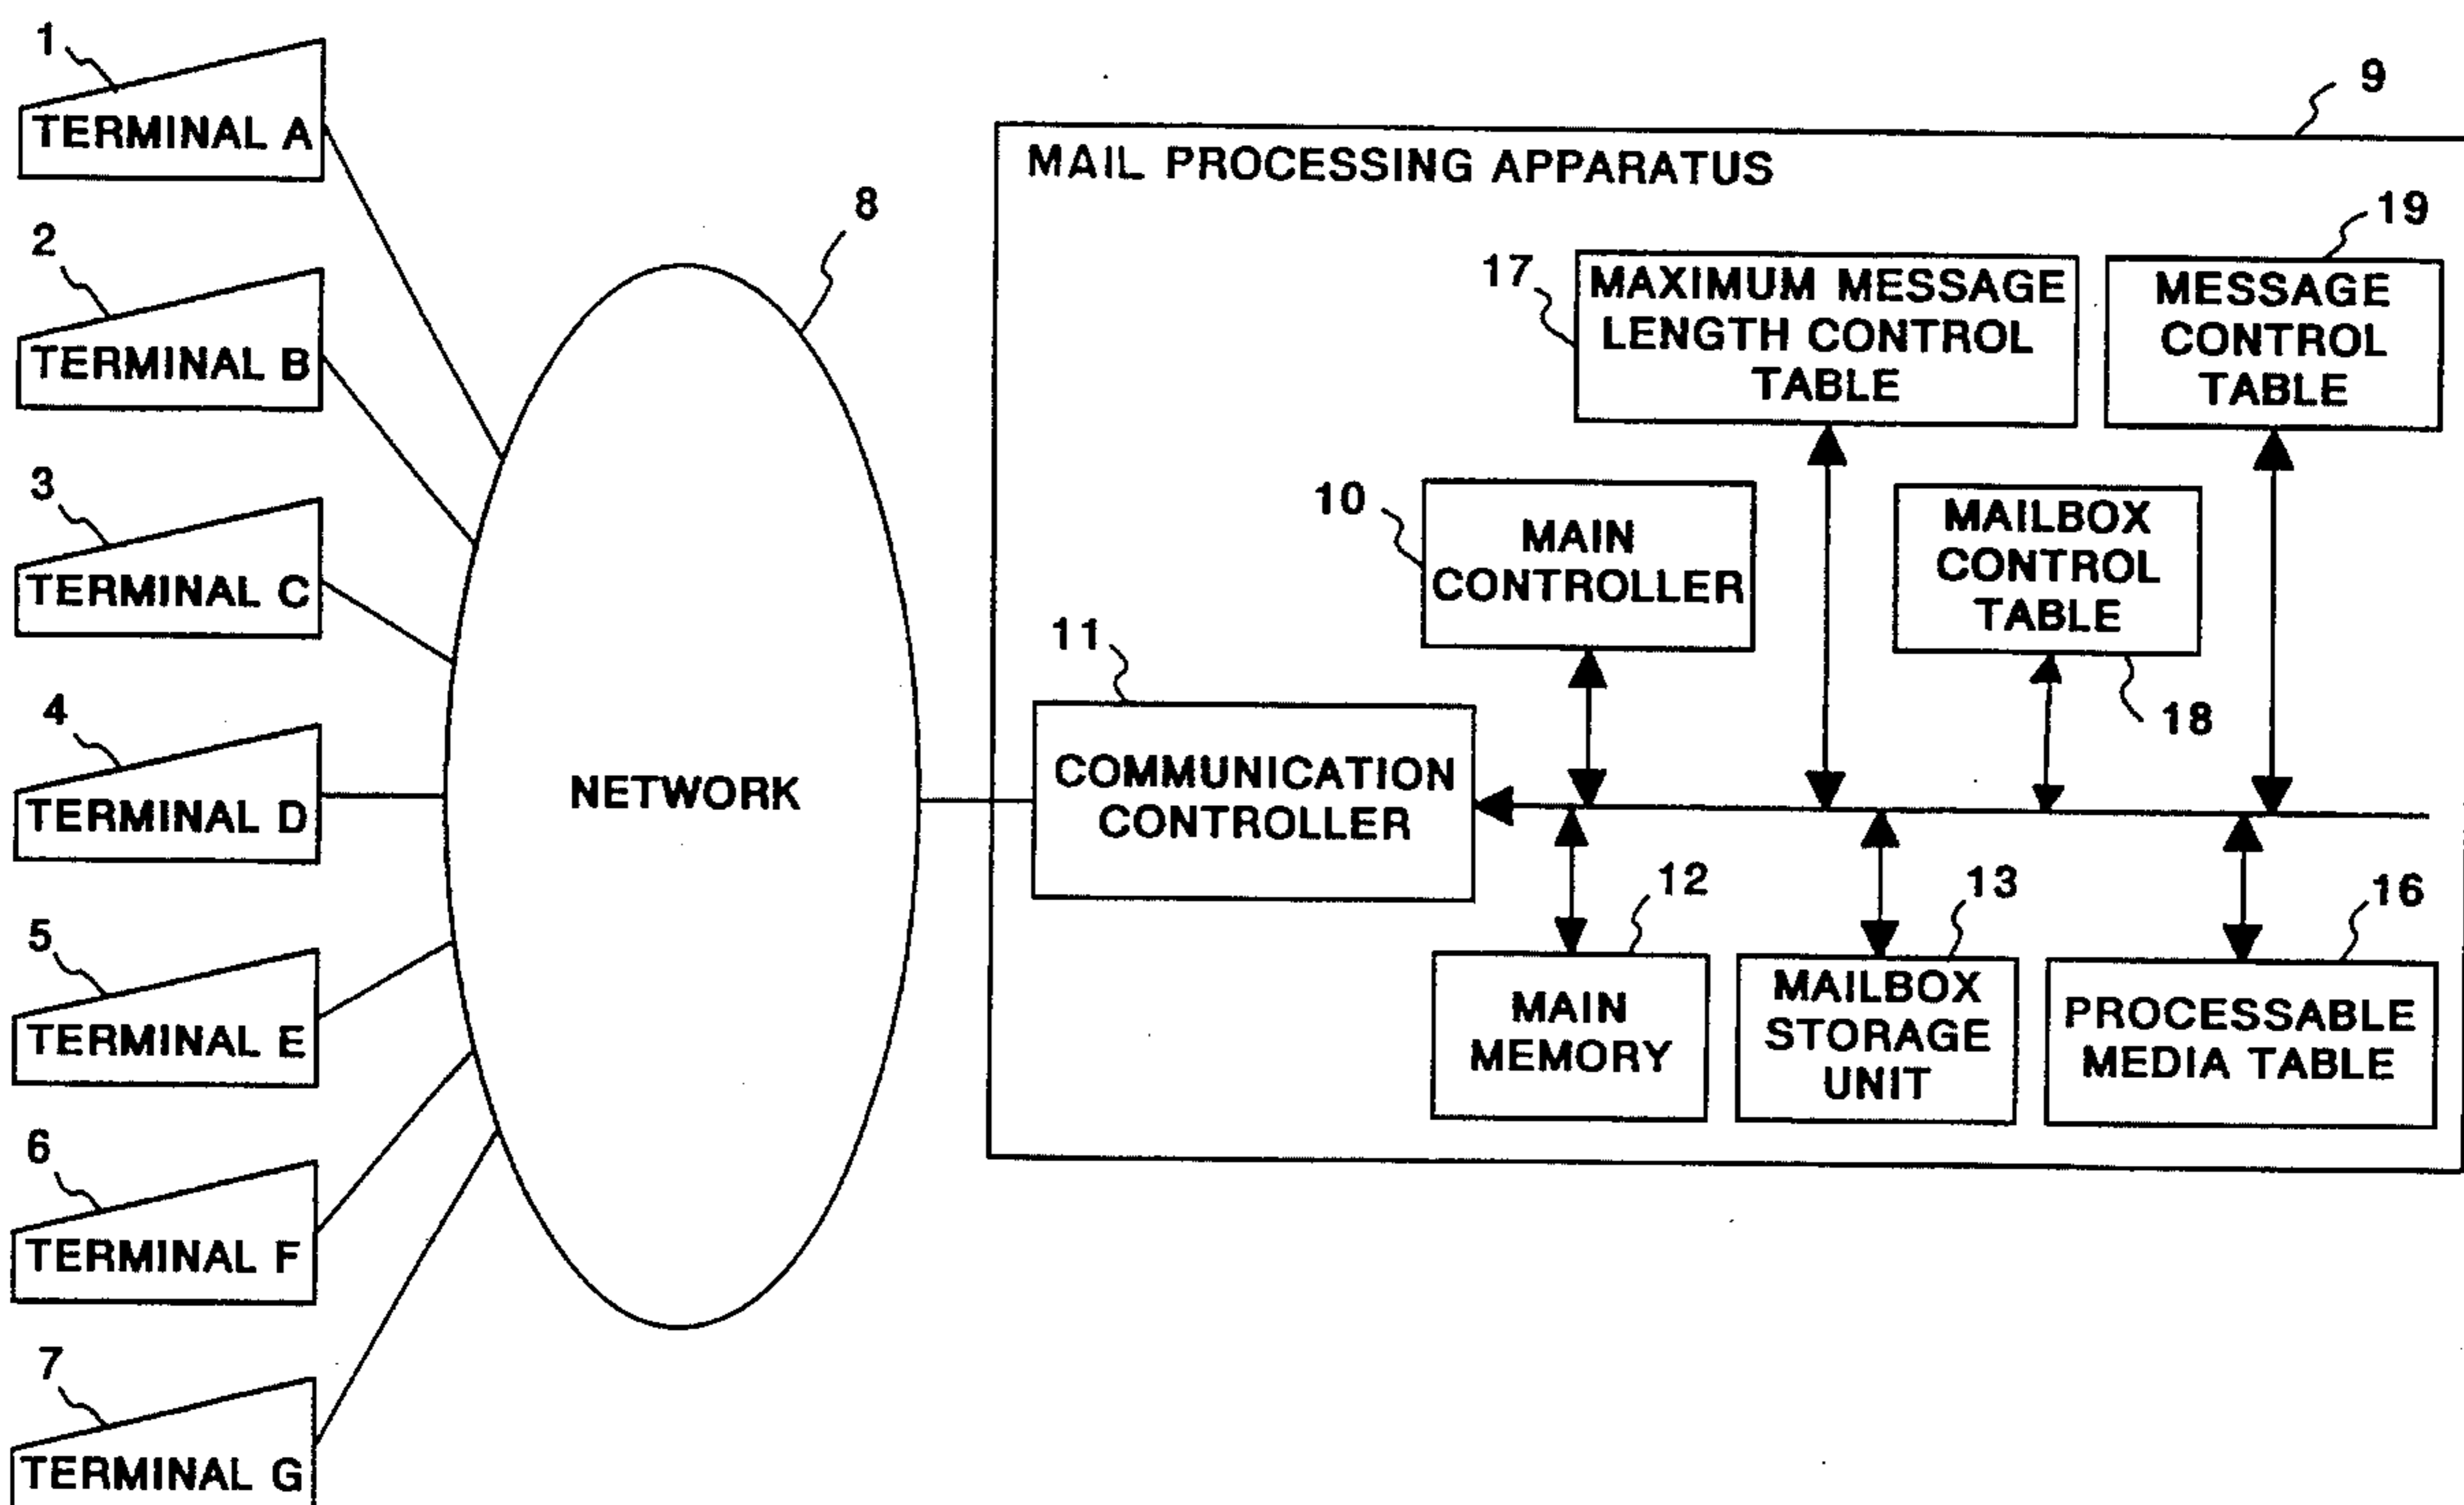 1
TERMINAL A
2
TERMINAL B
3
TERMINAL C
4
TERMINAL D
5
TERMINAL E
6
TERMINAL F
7
TERMINAL G
8
NETWORK
9
MAIL PROCESSING APPARATUS
17
MAXIMUM MESSAGE
LENGTH CONTROL
TABLE
19
MESSAGE
CONTROL
TABLE
10
MAIN
CONTROLLER
MAILBOX
CONTROL
TABLE
18
11
COMMUNICATION
CONTROLLER
12
MAIN
MEMORY
13
MAILBOX
STORAGE
UNIT
16
PROCESSABLE
MEDIA TABLE